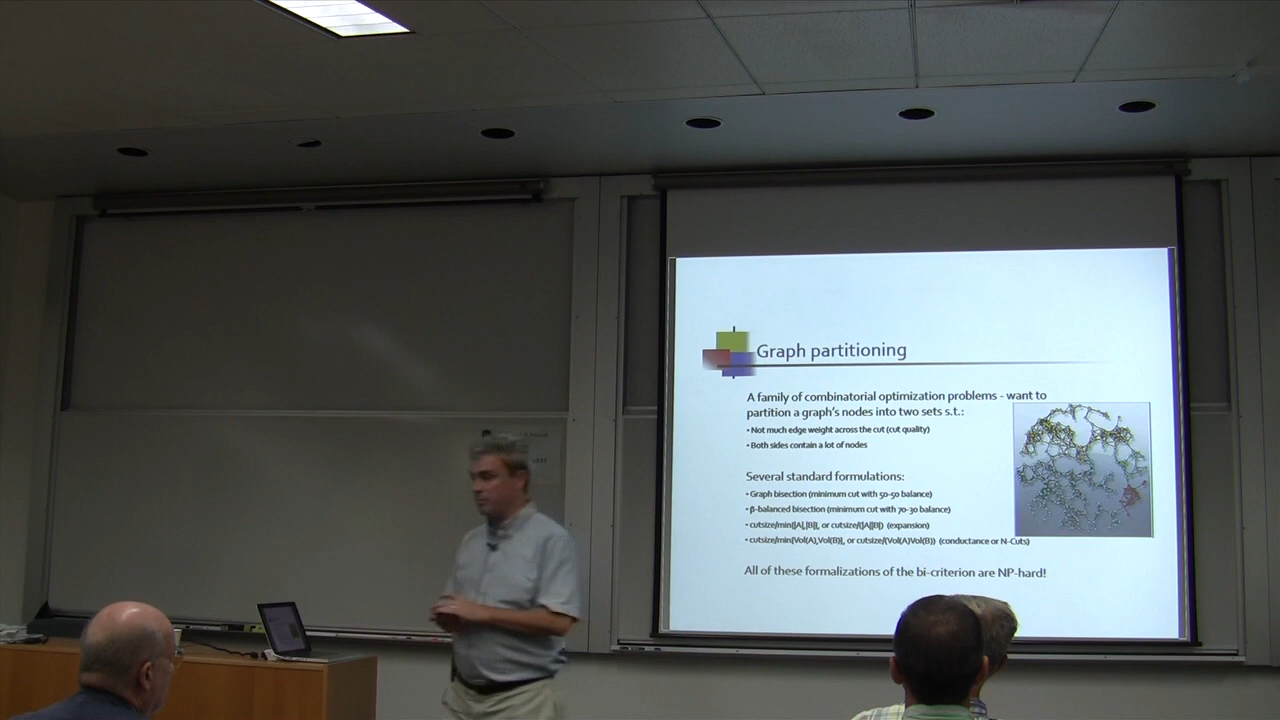 Graph partitioning
A family of combinatorial optimization problems - want to
partition a graph's nodes into two sets s.t.:
• Not much edge weight across the cut (cut quality)
• Both sides contain a lot of nodes
Several standard formulations:
• Graph bisection (minimum cut with 50-50 balance)
• β-balanced bisection (minimum cut with 70-30 balance)
• cutsize/min{|A|,|B|}, or cutsize/(|A||B|) (expansion)
• cutsize/min{Vol(A),Vol(B)}, or cutsize/(Vol(A)Vol(B)) (conductance or N-Cuts)
All of these formalizations of the bi-criterion are NP-hard!